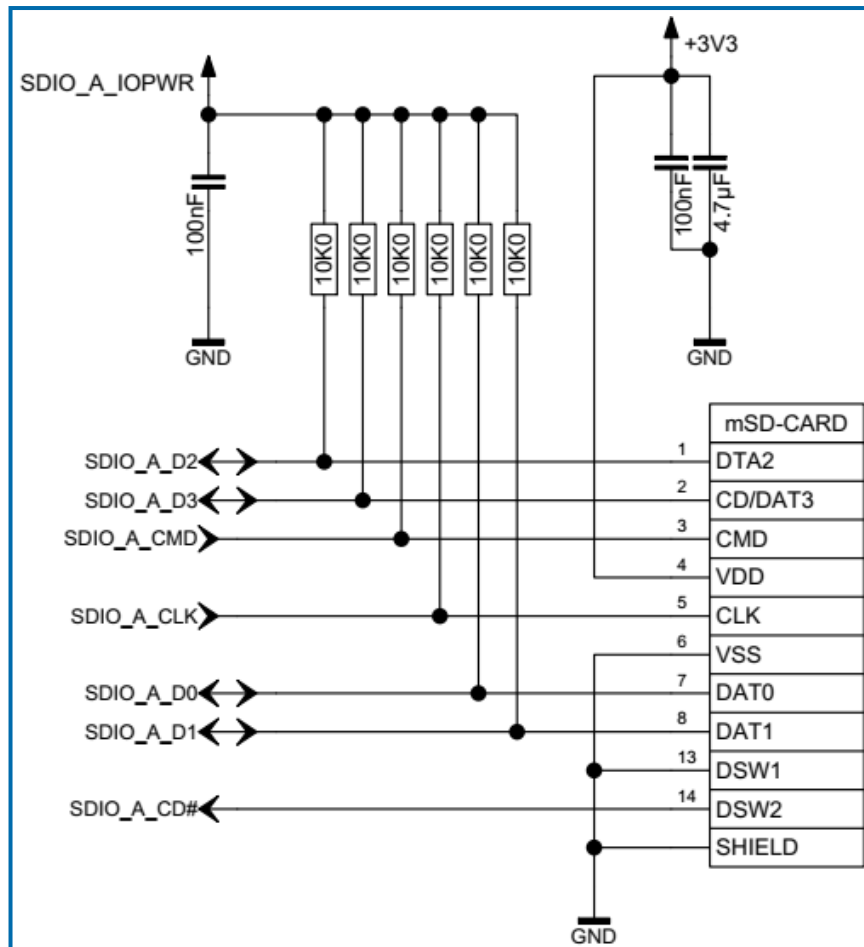 +3V3
SDIO_A_IOPWR
100nF
10K0
10K0
10K0
10K0
10K0
10K0
100nF
4.7µF
GND
GND
mSD-CARD
SDIO_A_D2
1
DTA2
SDIO_A_D3
2
CD/DAT3
SDIO_A_CMD
3
CMD
4
VDD
SDIO_A_CLK
5
CLK
6
VSS
SDIO_A_D0
7
DAT0
SDIO_A_D1
8
DAT1
13
DSW1
SDIO_A_CD#
14
DSW2
SHIELD
GND